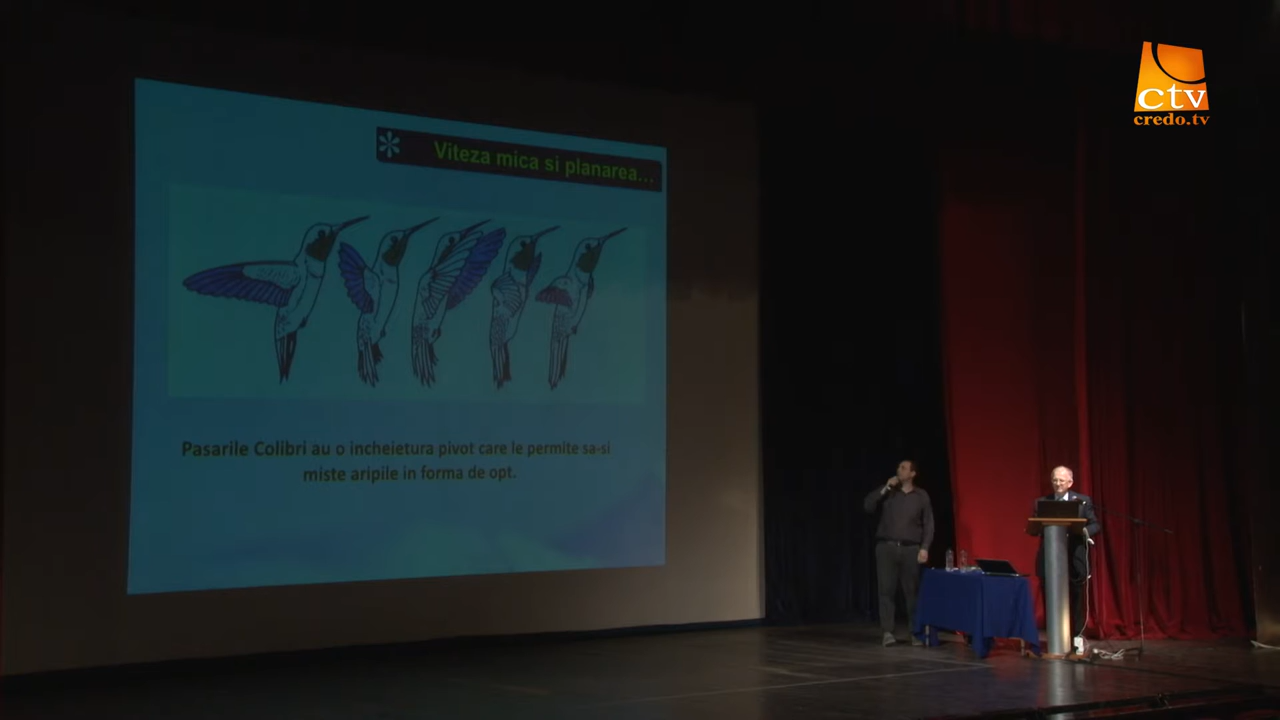 ctv
credo.tv
Viteza mica si planarea...
Pasarile Colibri au o incheietura pivot care le permite sa-si
miste aripile in forma de opt.